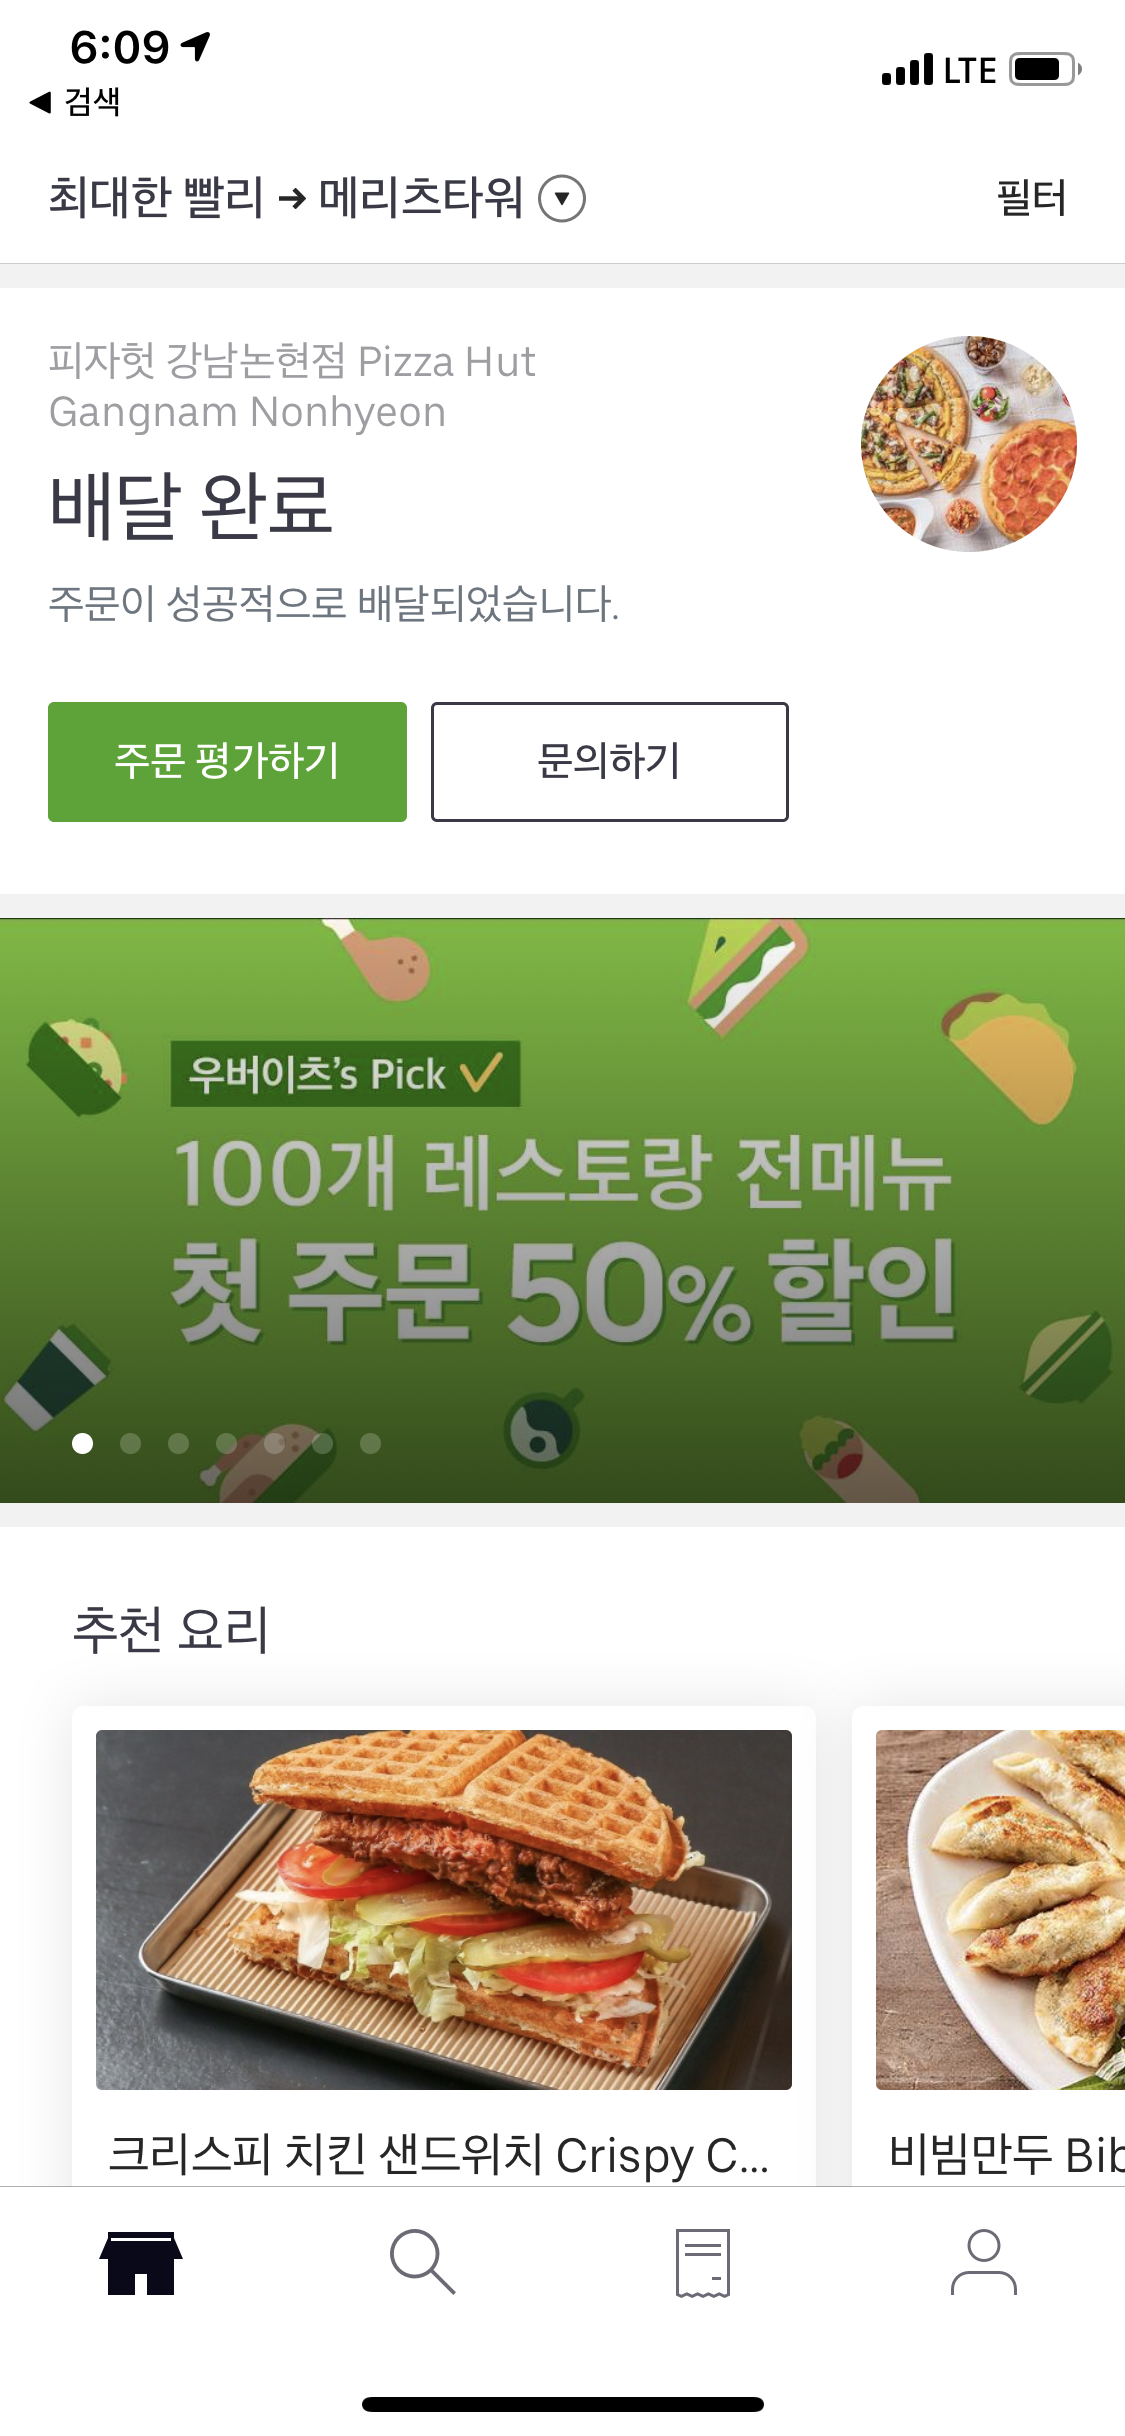 6:09
LTE
◀ 검색
최대한 빨리 → 메리츠타워
필터
피자헛 강남논현점 Pizza Hut
Gangnam Nonhyeon
배달 완료
주문이 성공적으로 배달되었습니다.
주문 평가하기
문의하기
우버이츠's Pick ✓
100개 레스토랑 전메뉴
첫 주문 50% 할인
추천 요리
크리스피 치킨 샌드위치 Crispy C...
비빔만두 Bib